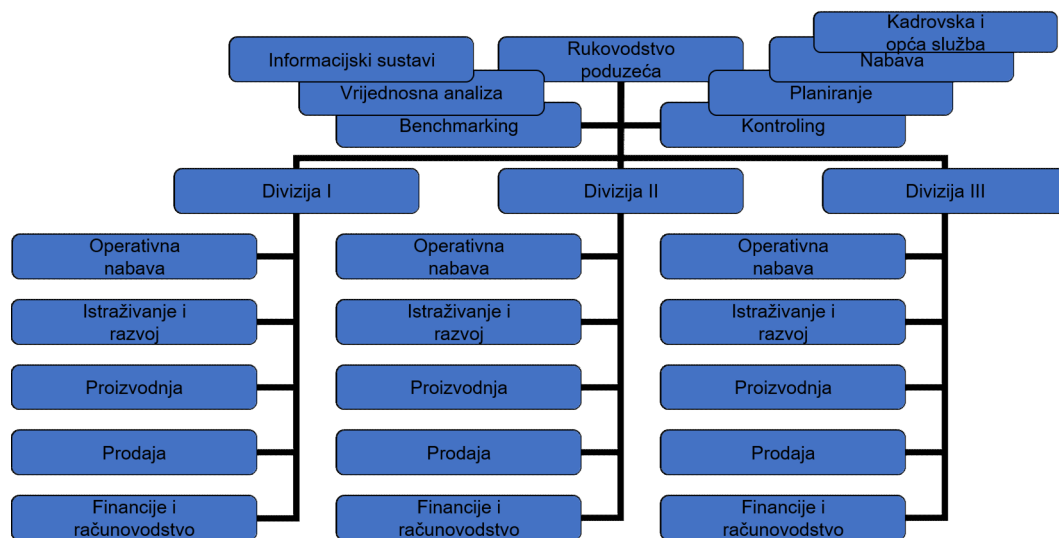 Kadrovska i
opća služba
Informacijski sustavi
Rukovodstvo
poduzeća
Nabava
Vrijednosna analiza
Planiranje
Benchmarking
Kontroling
Divizija I
Divizija II
Divizija III
Operativna
nabava
Operativna
nabava
Operativna
nabava
Istraživanje i
razvoj
Istraživanje i
razvoj
Istraživanje i
razvoj
Proizvodnja
Proizvodnja
Proizvodnja
Prodaja
Prodaja
Prodaja
Financije i
računovodstvo
Financije i
računovodstvo
Financije i
računovodstvo